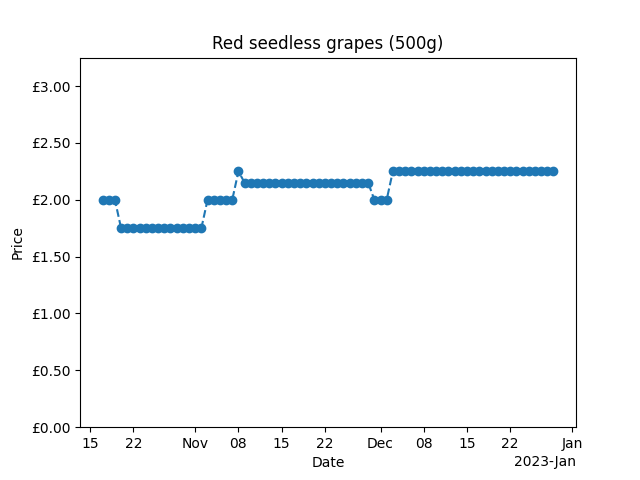 Red seedless grapes (500g)
£3.00
£2.50
£2.00
£1.50
£1.00
£0.50
£0.00
Price
15 22 Nov 08 15 22 Dec 08 15 22 Jan
Date
2023-Jan